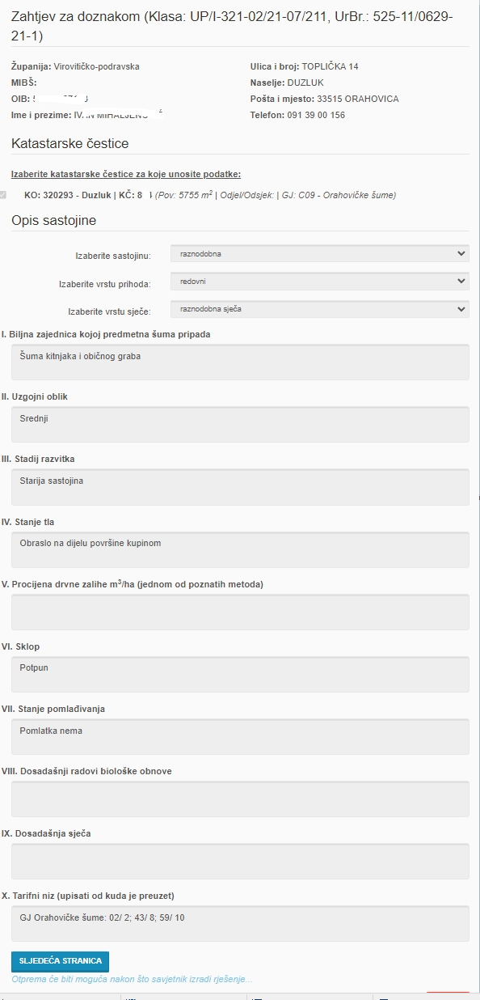 Zahtjev za doznakom (Klasa: UP/I-321-02/21-07/211, UrBr.: 525-11/0629-
21-1)
Županija: Virovitičko-podravska
Ulica i broj: TOPLIČKA 14
MIBŠ:
Naselje: DUZLUK
OIB:
Pošta i mjesto: 33515 ORAHOVICA
Ime i prezime:
Telefon: 091 39 00 156
Katastarske čestice
Izaberite katastarske čestice za koje unosite podatke:
KO: 320293 - Duzluk | KČ: 8 (Pov: 5755 m² | Odjel/Odsjek: | GJ: C09 - Orahovičke šume)
Opis sastojine
Izaberite sastojinu: raznodobna
Izaberite vrstu prihoda: redovni
Izaberite vrstu sječe: raznodobna sječa
I. Biljna zajednica kojoj predmetna šuma pripada
Šuma kitnjaka i običnog graba
II. Uzgojni oblik
Srednji
III. Stadij razvitka
Starija sastojina
IV. Stanje tla
Obraslo na dijelu površine kupinom
V. Procijena drvne zalihe m³/ha (jednom od poznatih metoda)
VI. Sklop
Potpun
VII. Stanje pomlađivanja
Pomlatka nema
VIII. Dosadašnji radovi biološke obnove
IX. Dosadašnja sječa
X. Tarifni niz (upisati od kuda je preuzet)
GJ Orahovičke šume: 02/ 2; 43/ 8; 59/ 10
SLJEDEĆA STRANICA
Otprema će biti moguća nakon što savjetnik izradi rješenje...